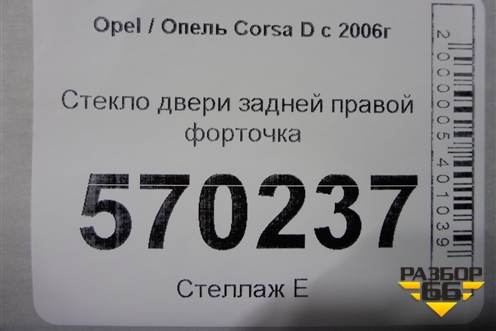 Opel / Опель Corsa D с 2006г
Стекло двери задней правой
форточка
570237
Стеллаж Е
2000005401039
РАЗБОР
66